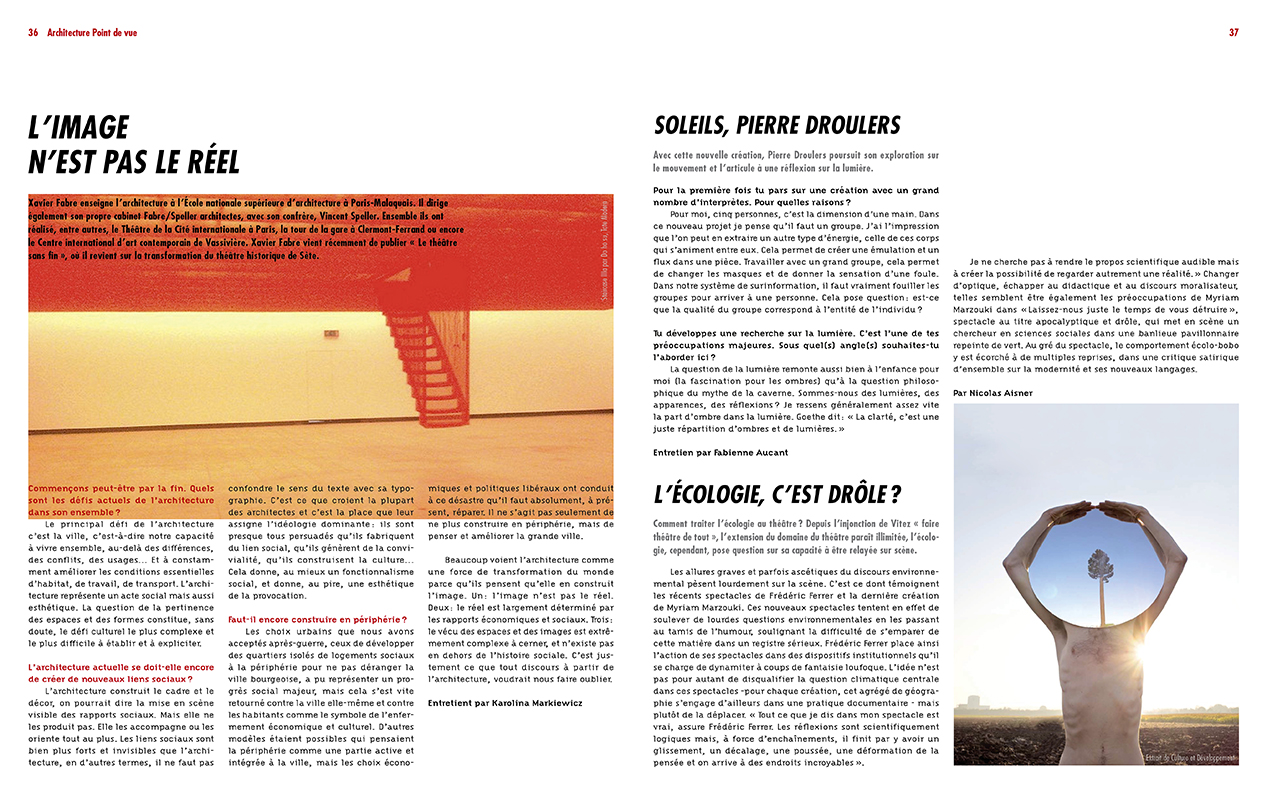 36 Architecture Point de vue
L'IMAGE
N'EST PAS LE RÉEL
Xavier Fabre enseigne l'architecture à l'École nationale supérieure d'architecture à Paris-Malaquais. Il dirige
également son propre cabinet Fabre/Speller architectes, avec son confrère, Vincent Speller. Ensemble ils ont
réalisé, entre autres, le Théâtre de la Cité internationale à Paris, la tour de la gare à Clermont-Ferrand ou encore
le Centre international d'art contemporain de Vassivière. Xavier Fabre vient récemment de publier « Le théâtre
sans fin », où il revient sur la transformation du théâtre historique de Sète.
Commençons peut-être par la fin. Quels
sont les défis actuels de l'architecture
dans son ensemble ?
Le principal défi de l'architecture
c'est la ville, c'est-à-dire notre capacité
à vivre ensemble, au-delà des différences,
des conflits, des usages... Et à constam-
ment améliorer les conditions essentielles
d'habitat, de travail, de transport. L'archi-
tecture représente un acte social mais aussi
esthétique. La question de la pertinence
des espaces et des formes constitue, sans
doute, le défi culturel le plus complexe et
le plus difficile à établir et à expliciter.
L'architecture actuelle se doit-elle encore
de créer de nouveaux liens sociaux ?
L'architecture construit le cadre et le
décor, on pourrait dire la mise en scène
visible des rapports sociaux. Mais elle ne
les produit pas. Elle les accompagne ou les
oriente tout au plus. Les liens sociaux sont
bien plus forts et invisibles que l'archi-
tecture, en d'autres termes, il ne faut pas
confondre le sens du texte avec sa typo-
graphie. C'est ce que croient la plupart
des architectes et c'est la place que leur
assigne l'idéologie dominante : ils sont
presque tous persuadés qu'ils fabriquent
du lien social, qu'ils génèrent de la convi-
vialité, qu'ils construisent la culture...
Cela donne, au mieux un fonctionnalisme
social, et donne, au pire, une esthétique
de la provocation.
Faut-il encore construire en périphérie ?
Les choix urbains que nous avons
acceptés après-guerre, ceux de développer
des quartiers isolés de logements sociaux
à la périphérie pour ne pas déranger la
ville bourgeoise, a pu représenter un pro-
grès social majeur, mais cela s'est vite
retourné contre la ville elle-même et contre
les habitants comme le symbole de l'enfer-
mement économique et culturel. D'autres
modèles étaient possibles qui pensaient
la périphérie comme une partie active et
intégrée à la ville, mais les choix écono-
miques et politiques libéraux ont conduit
à ce désastre qu'il faut absolument, à pré-
sent, réparer. Il ne s'agit pas seulement de
ne plus construire en périphérie, mais de
penser et améliorer la grande ville.
Beaucoup voient l'architecture comme
une force de transformation du monde
parce qu'ils pensent qu'elle en construit
l'image. Un : l'image n'est pas le réel.
Deux : le réel est largement déterminé par
les rapports économiques et sociaux. Trois :
le vécu des espaces et des images est extrê-
mement complexe à cerner, et n'existe pas
en dehors de l'histoire sociale. C'est jus-
tement ce que tout discours à partir de
l'architecture, voudrait nous faire oublier.
Entretient par Karolina Markiewicz
37
SOLEILS, PIERRE DROULERS
Avec cette nouvelle création, Pierre Droulers poursuit son exploration sur
le mouvement et l'articule à une réflexion sur la lumière.
Pour la première fois tu pars sur une création avec un grand
nombre d'interprètes. Pour quelles raisons ?
Pour moi, cinq personnes, c'est la dimension d'une main. Dans
ce nouveau projet je pense qu'il faut un groupe. J'ai l'impression
que l'on peut en extraire un autre type d'énergie, celle de ces corps
qui s'animent entre eux. Cela permet de créer une émulation et un
flux dans une pièce. Travailler avec un grand groupe, cela permet
de changer les masques et de donner la sensation d'une foule.
Dans notre système de surinformation, il faut vraiment fouiller les
groupes pour arriver à une personne. Cela pose question : est-ce
que la qualité du groupe correspond à l'entité de l'individu ?
Tu développes une recherche sur la lumière. C'est l'une de tes
préoccupations majeures. Sous quel(s) angle(s) souhaites-tu
l'aborder ici ?
La question de la lumière remonte aussi bien à l'enfance pour
moi (la fascination pour les ombres) qu'à la question philoso-
phique du mythe de la caverne. Sommes-nous des lumières, des
apparences, des réflexions ? Je ressens généralement assez vite
la part d'ombre dans la lumière. Goethe dit : « La clarté, c'est une
juste répartition d'ombres et de lumières. »
Entretien par Fabienne Aucant
L'ÉCOLOGIE, C'EST DRÔLE ?
Comment traiter l'écologie au théâtre ? Depuis l'injonction de Vitez « faire
théâtre de tout », l'extension du domaine du théâtre paraît illimitée, l'écolo-
gie, cependant, pose question sur sa capacité à être relayée sur scène.
Les allures graves et parfois ascétiques du discours environne-
mental pèsent lourdement sur la scène. C'est ce dont témoignent
les récents spectacles de Frédéric Ferrer et la dernière création
de Myriam Marzouki. Ces nouveaux spectacles tentent en effet de
soulever de lourdes questions environnementales en les passant
au tamis de l'humour, soulignant la difficulté de s'emparer de
cette matière dans un registre sérieux. Frédéric Ferrer place ainsi
l'action de ses spectacles dans des dispositifs institutionnels qu'il
se charge de dynamiter à coups de fantaisie loufoque. L'idée n'est
pas pour autant de disqualifier la question climatique centrale
dans ces spectacles -pour chaque création, cet agrégé de géogra-
phie s'engage d'ailleurs dans une pratique documentaire - mais
plutôt de la déplacer. « Tout ce que je dis dans mon spectacle est
vrai, assure Frédéric Ferrer. Les réflexions sont scientifiquement
logiques mais, à force d'enchaînements, il finit par y avoir un
glissement, un décalage, une poussée, une déformation de la
pensée et on arrive à des endroits incroyables ».
Je ne cherche pas à rendre le propos scientifique audible mais
à créer la possibilité de regarder autrement une réalité. » Changer
d'optique, échapper au didactique et au discours moralisateur,
telles semblent être également les préoccupations de Myriam
Marzouki dans « Laissez-nous juste le temps de vous détruire »,
spectacle au titre apocalyptique et drôle, qui met en scène un
chercheur en sciences sociales dans une banlieue pavillonnaire
repeinte de vert. Au gré du spectacle, le comportement écolo-bobo
y est écorché à de multiples reprises, dans une critique satirique
d'ensemble sur la modernité et ses nouveaux langages.
Par Nicolas Aisner
Extrait de Culture et Développement